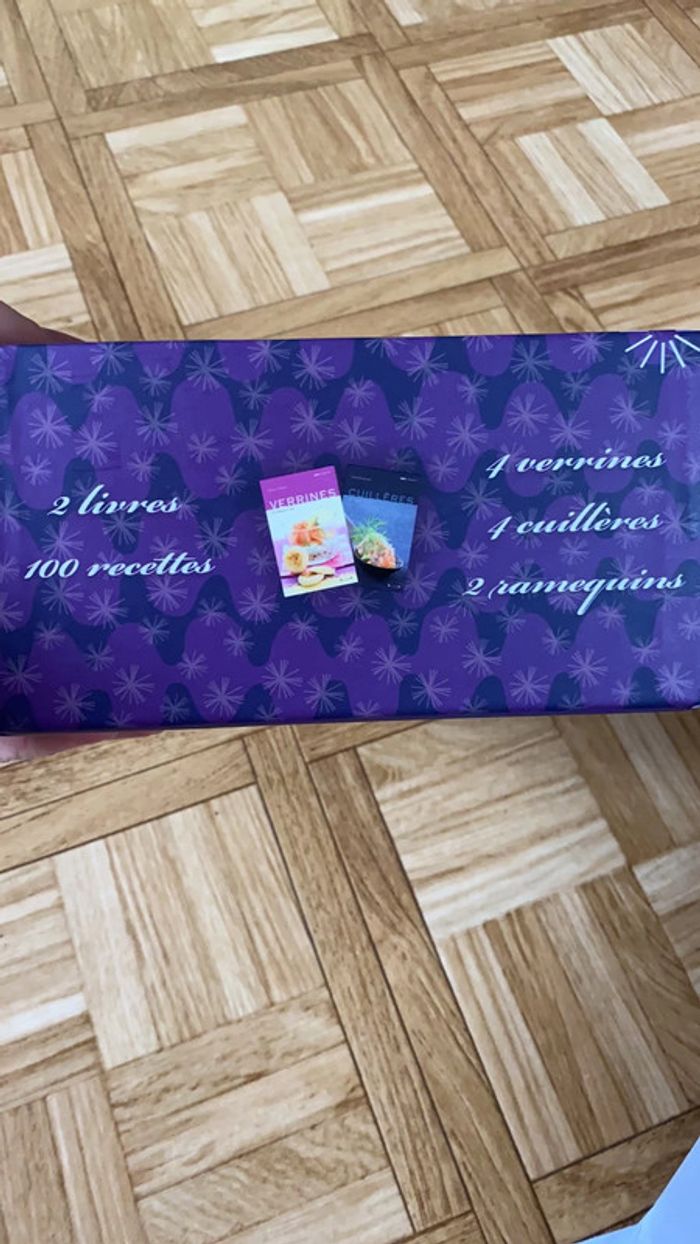 2 livres
100 recettes
VERRINES
CUILLÈRES
4 verrines
4 cuillères
2 ramequins